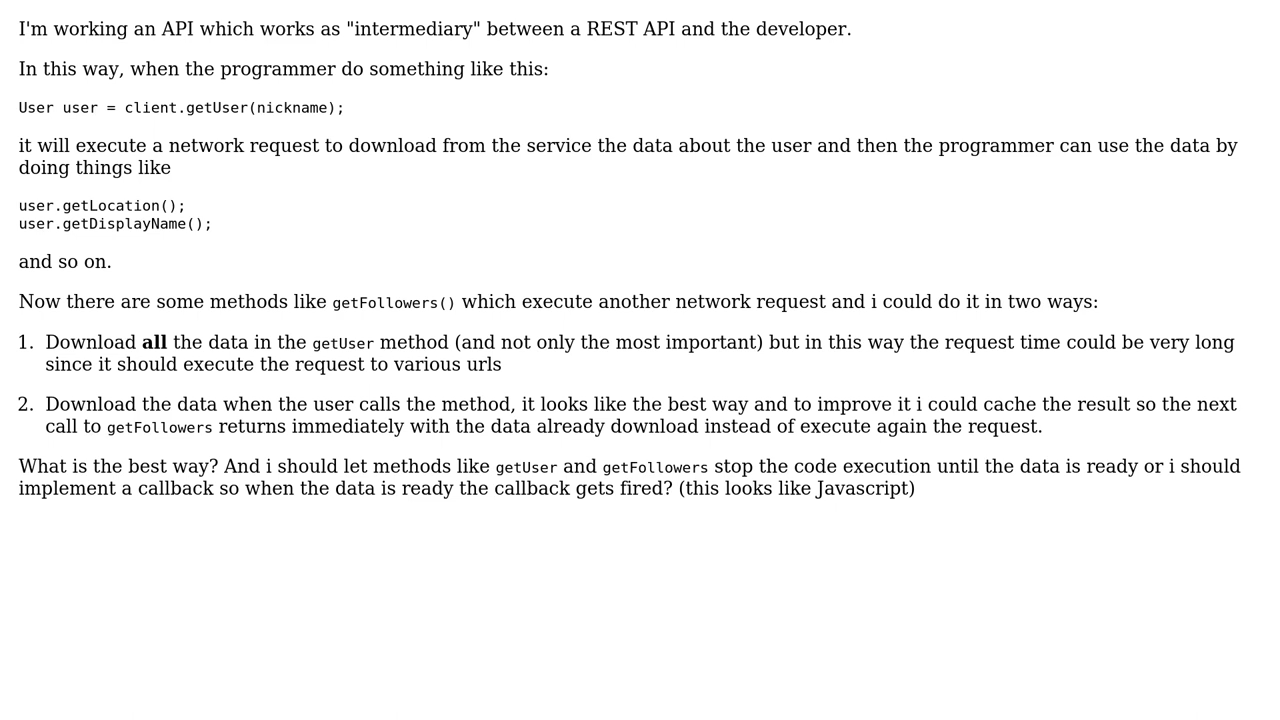 I'm working an API which works as "intermediary" between a REST API and the developer.
In this way, when the programmer do something like this:
User user = client.getUser(nickname);
it will execute a network request to download from the service the data about the user and then the programmer can use the data by
doing things like
user.getLocation();
user.getDisplayName();
and so on.
Now there are some methods like getFollowers() which execute another network request and i could do it in two ways:
1. Download all the data in the getUser method (and not only the most important) but in this way the request time could be very long
since it should execute the request to various urls
2. Download the data when the user calls the method, it looks like the best way and to improve it i could cache the result so the next
call to getFollowers returns immediately with the data already download instead of execute again the request.
What is the best way? And i should let methods like getUser and getFollowers stop the code execution until the data is ready or i should
implement a callback so when the data is ready the callback gets fired? (this looks like Javascript)